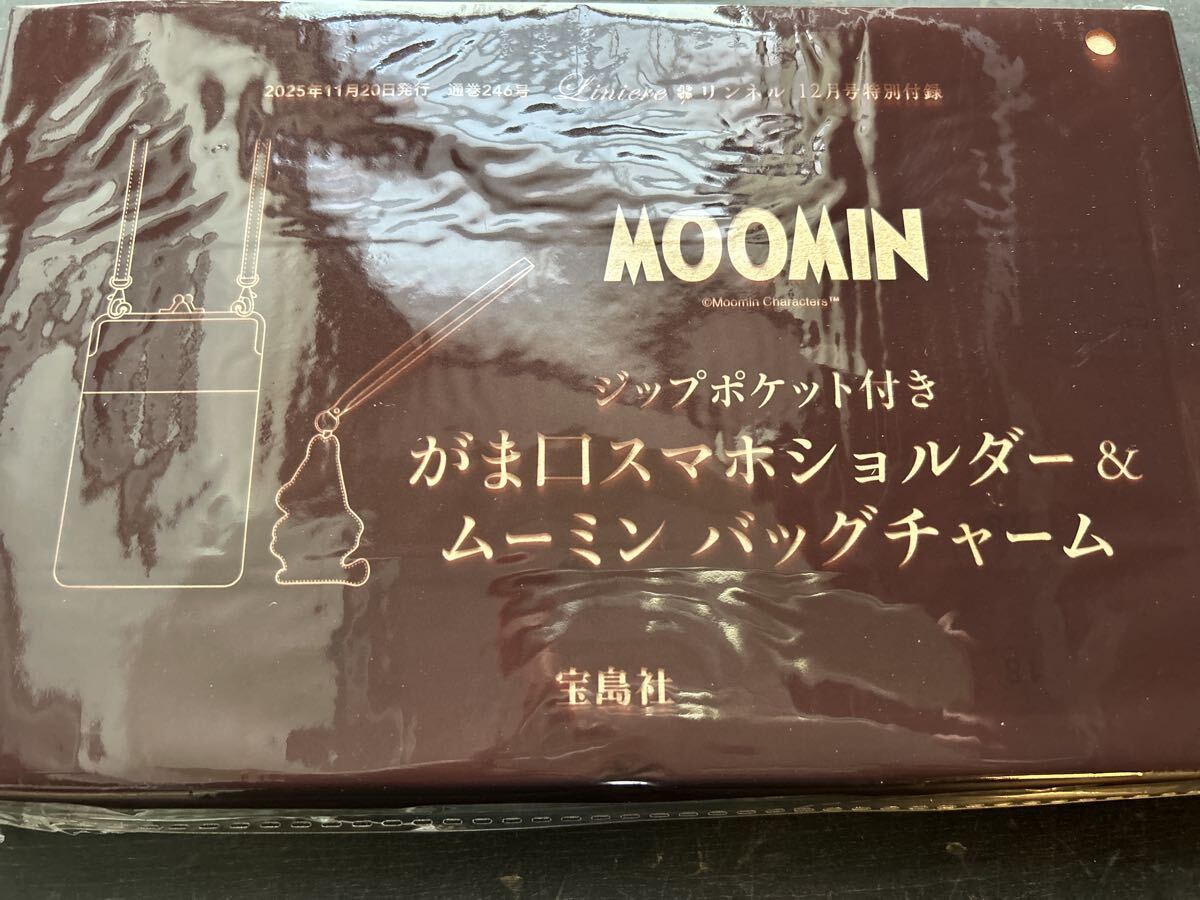 2025年11月20日発行 通巻246号 Liniere リンネル 12月号特別付録
MOOMIN
©Moomin Characters™
ジップポケット付き
がま口スマホショルダー &
ムーミン バッグチャーム
宝島社